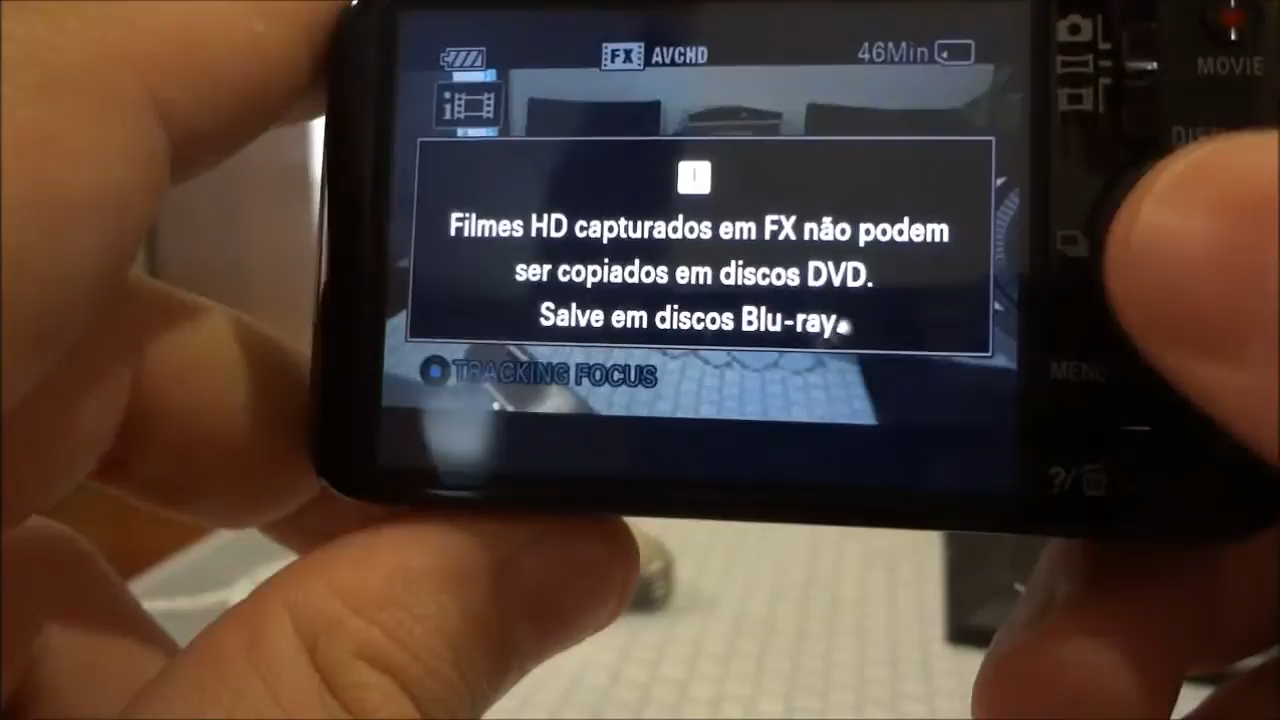 FX AVCHD 46Min
MOVIE
i
Filmes HD capturados em FX não podem
ser copiados em discos DVD.
Salve em discos Blu-ray.
TRACKING FOCUS
MENU
?/